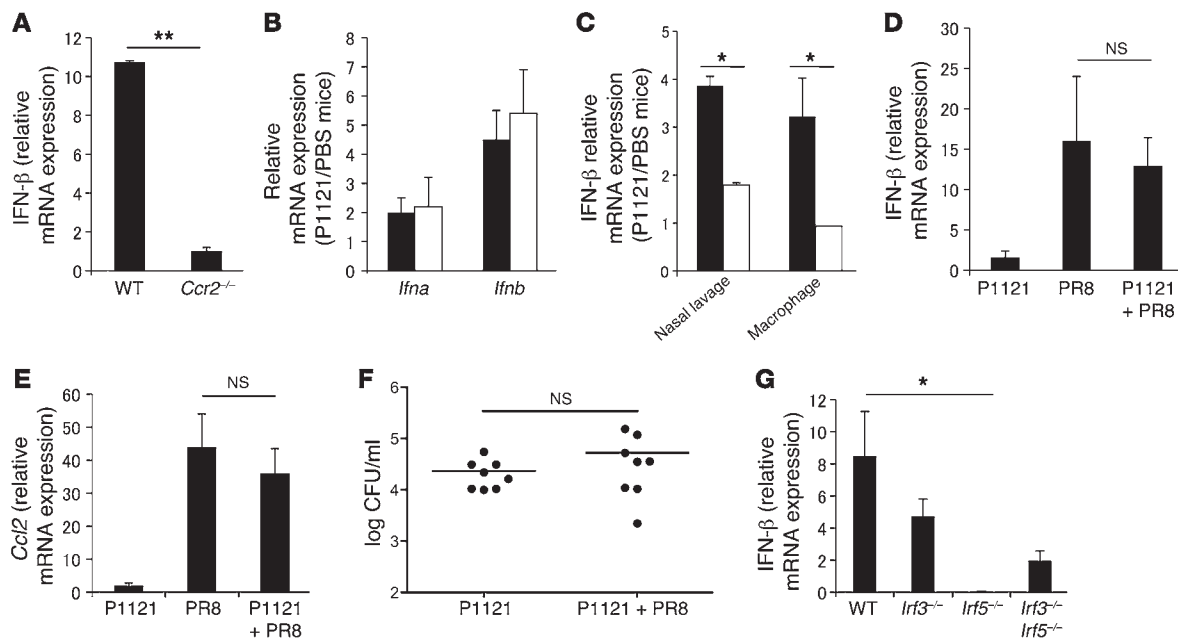 A
IFN-β (relative
mRNA expression)
12
10
8
6
4
2
0
**
WT
Ccr2–/–
B
Relative
mRNA expression
(P1121/PBS mice)
8
7
6
5
4
3
2
1
0
Ifna
Ifnb
C
IFN-β relative
mRNA expression
(P1121/PBS mice)
5
4
3
2
1
0
*
*
Nasal lavage
Macrophage
D
IFN-β (relative
mRNA expression)
30
25
20
15
10
5
0
NS
P1121
PR8
P1121
+ PR8
E
Ccl2 (relative
mRNA expression)
60
50
40
30
20
10
0
NS
P1121
PR8
P1121
+ PR8
F
log CFU/ml
6
5
4
3
2
NS
P1121
P1121 + PR8
G
IFN-β (relative
mRNA expression)
12
10
8
6
4
2
0
*
WT
Irf3–/–
Irf5–/–
Irf3–/–
Irf5–/–